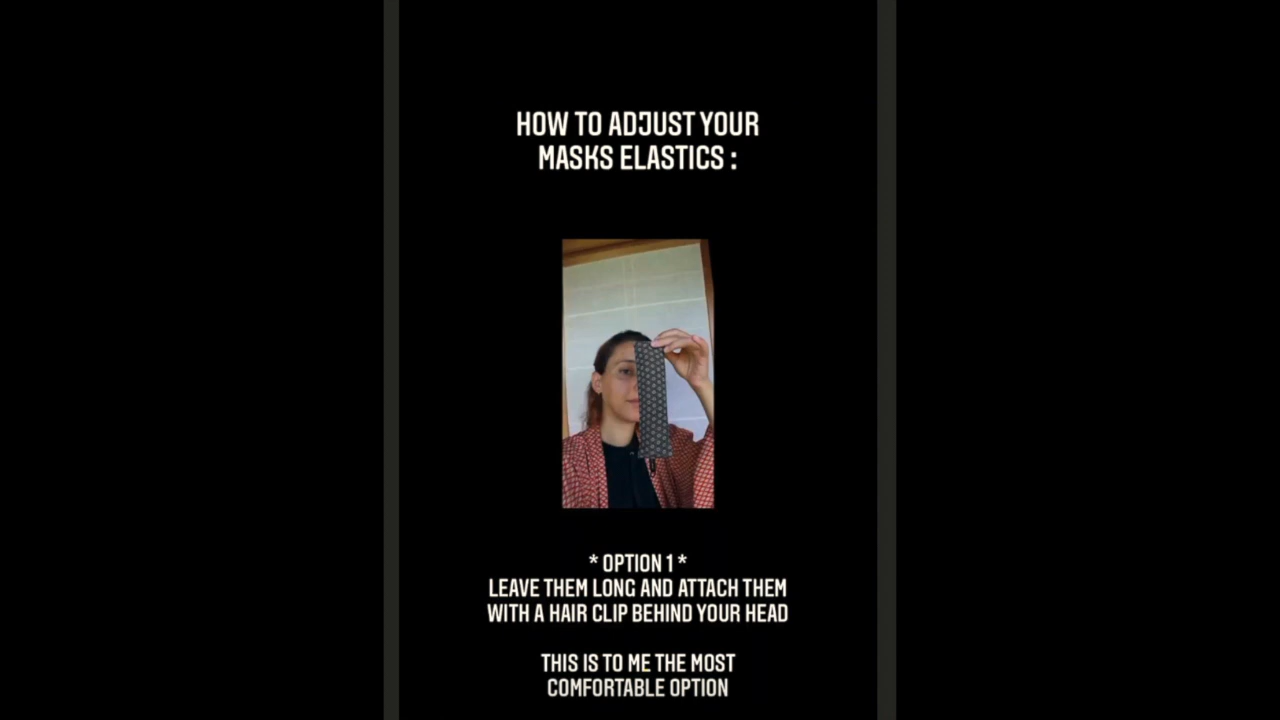 HOW TO ADJUST YOUR
MASKS ELASTICS :
* OPTION 1 *
LEAVE THEM LONG AND ATTACH THEM
WITH A HAIR CLIP BEHIND YOUR HEAD
THIS IS TO ME THE MOST
COMFORTABLE OPTION